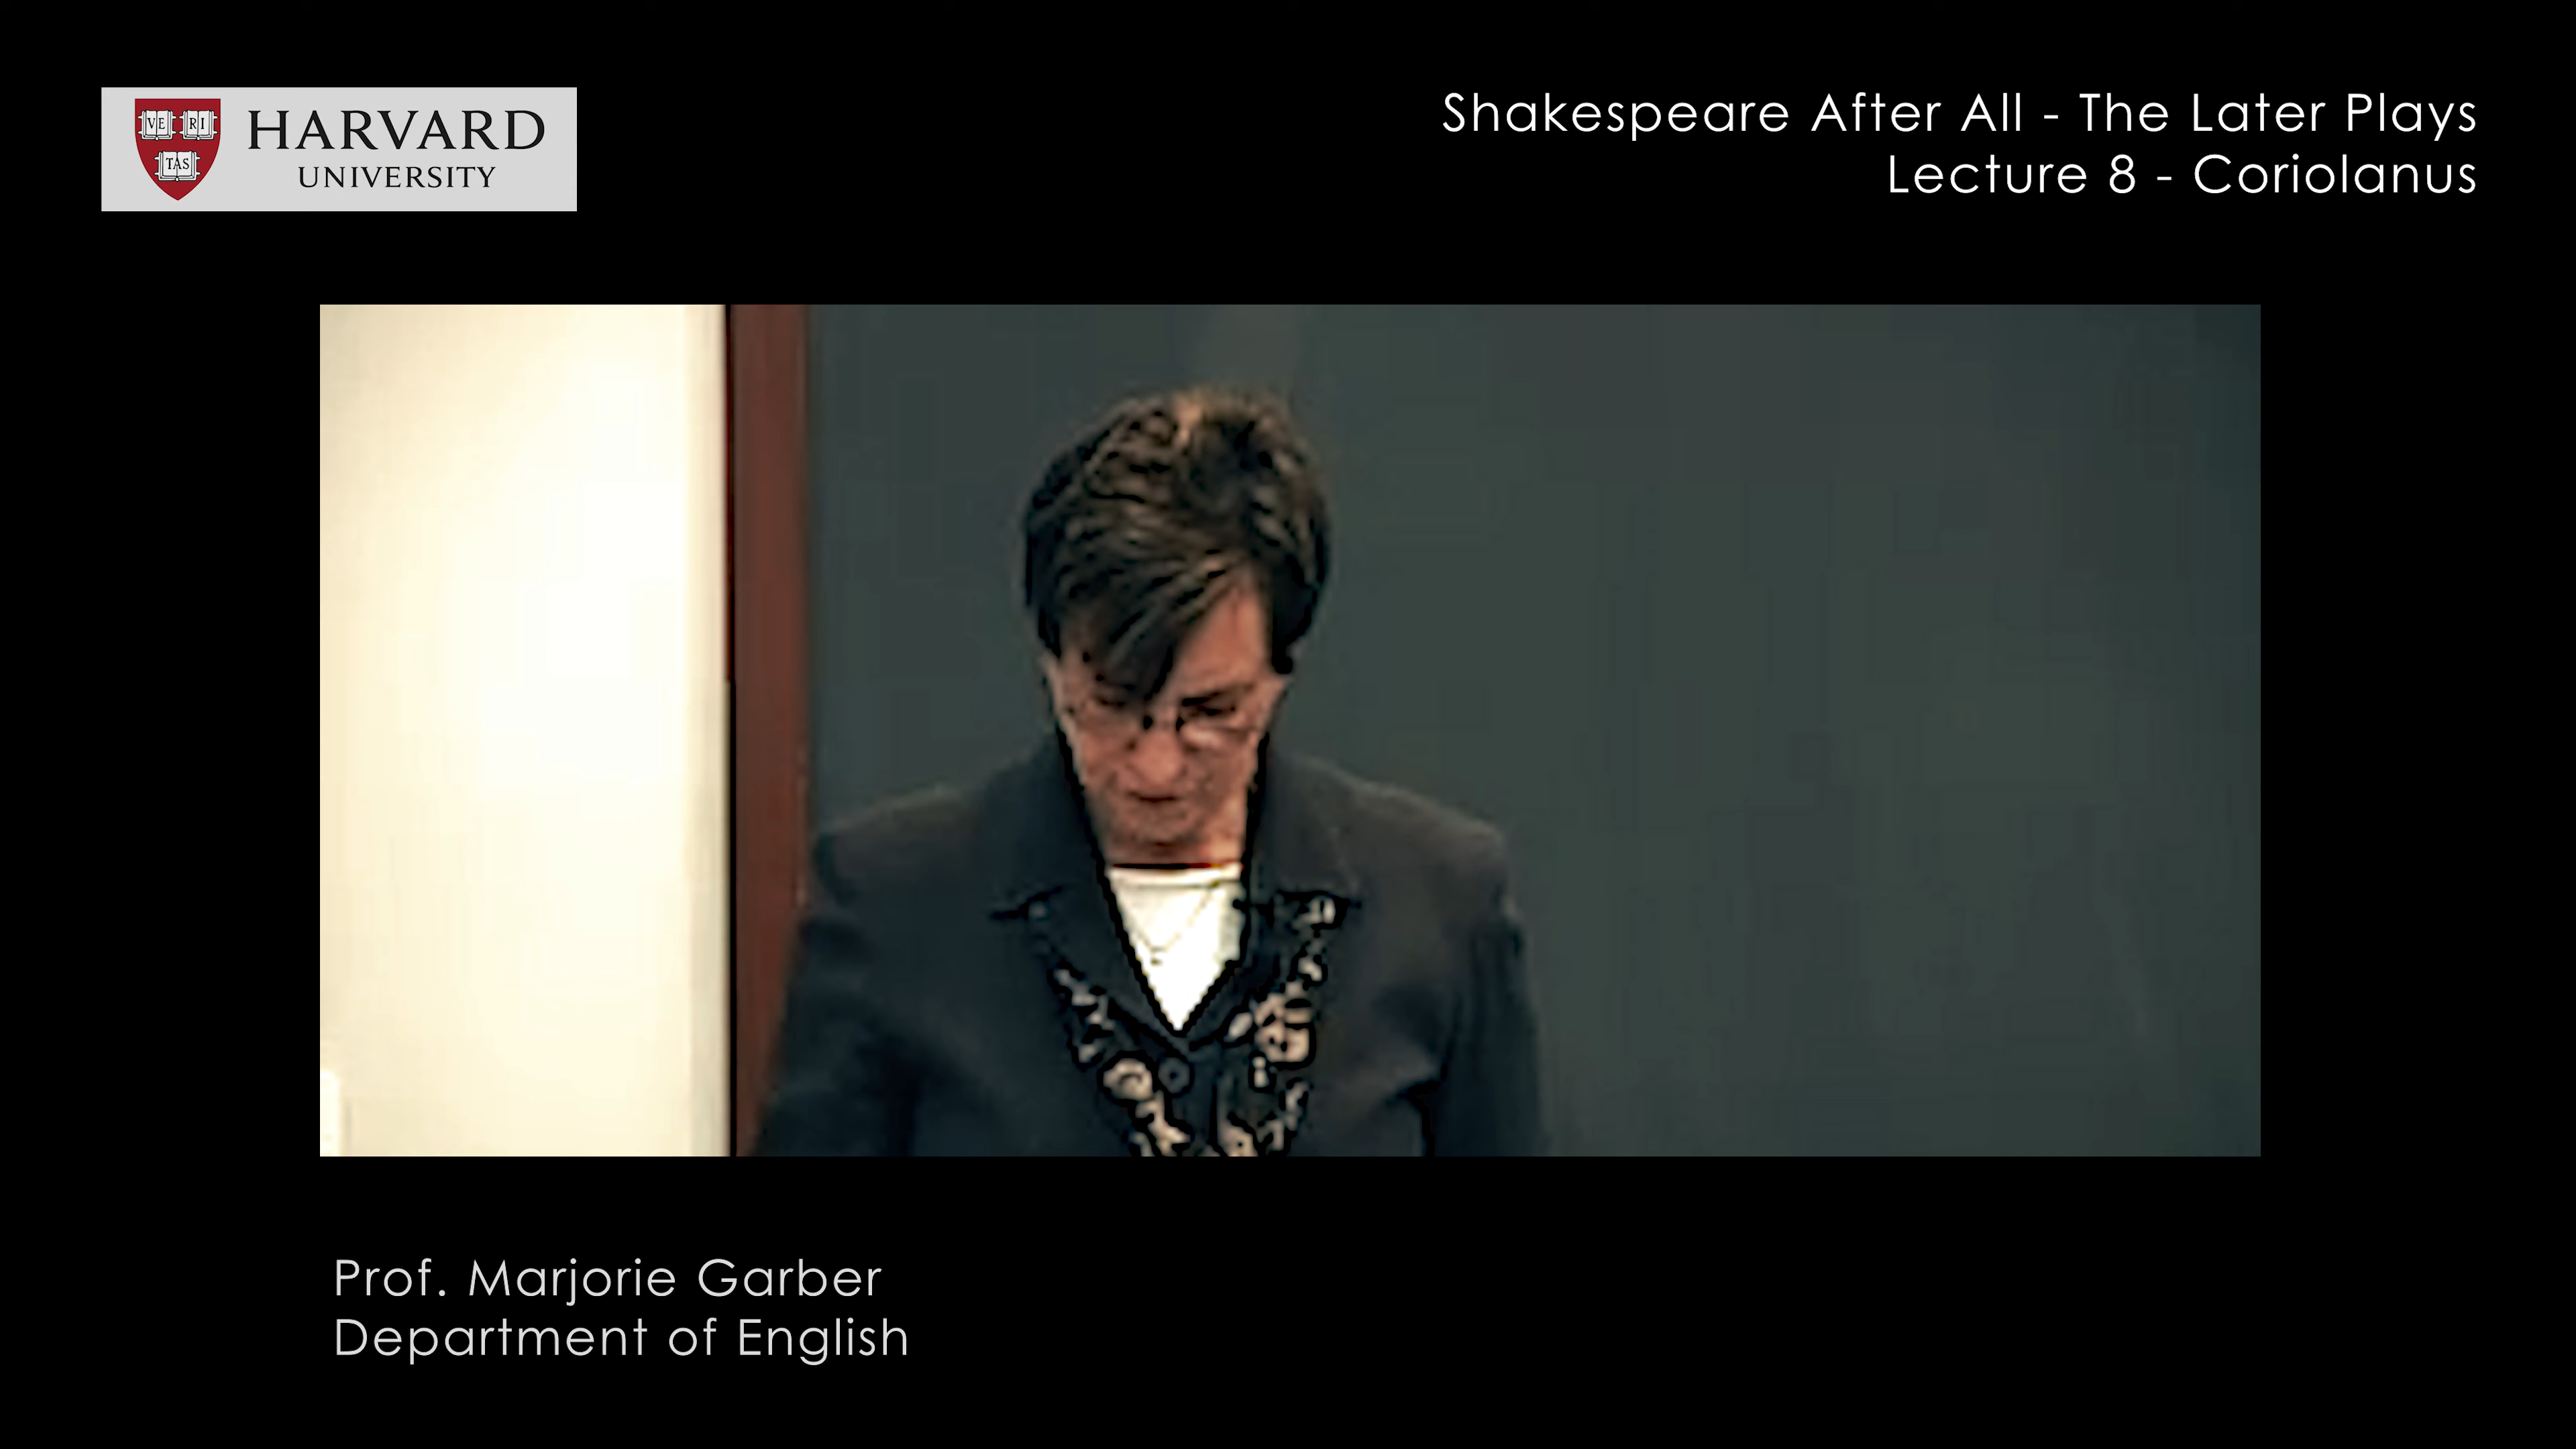 VE RI
TAS
HARVARD
UNIVERSITY
Shakespeare After All - The Later Plays
Lecture 8 - Coriolanus
Prof. Marjorie Garber
Department of English